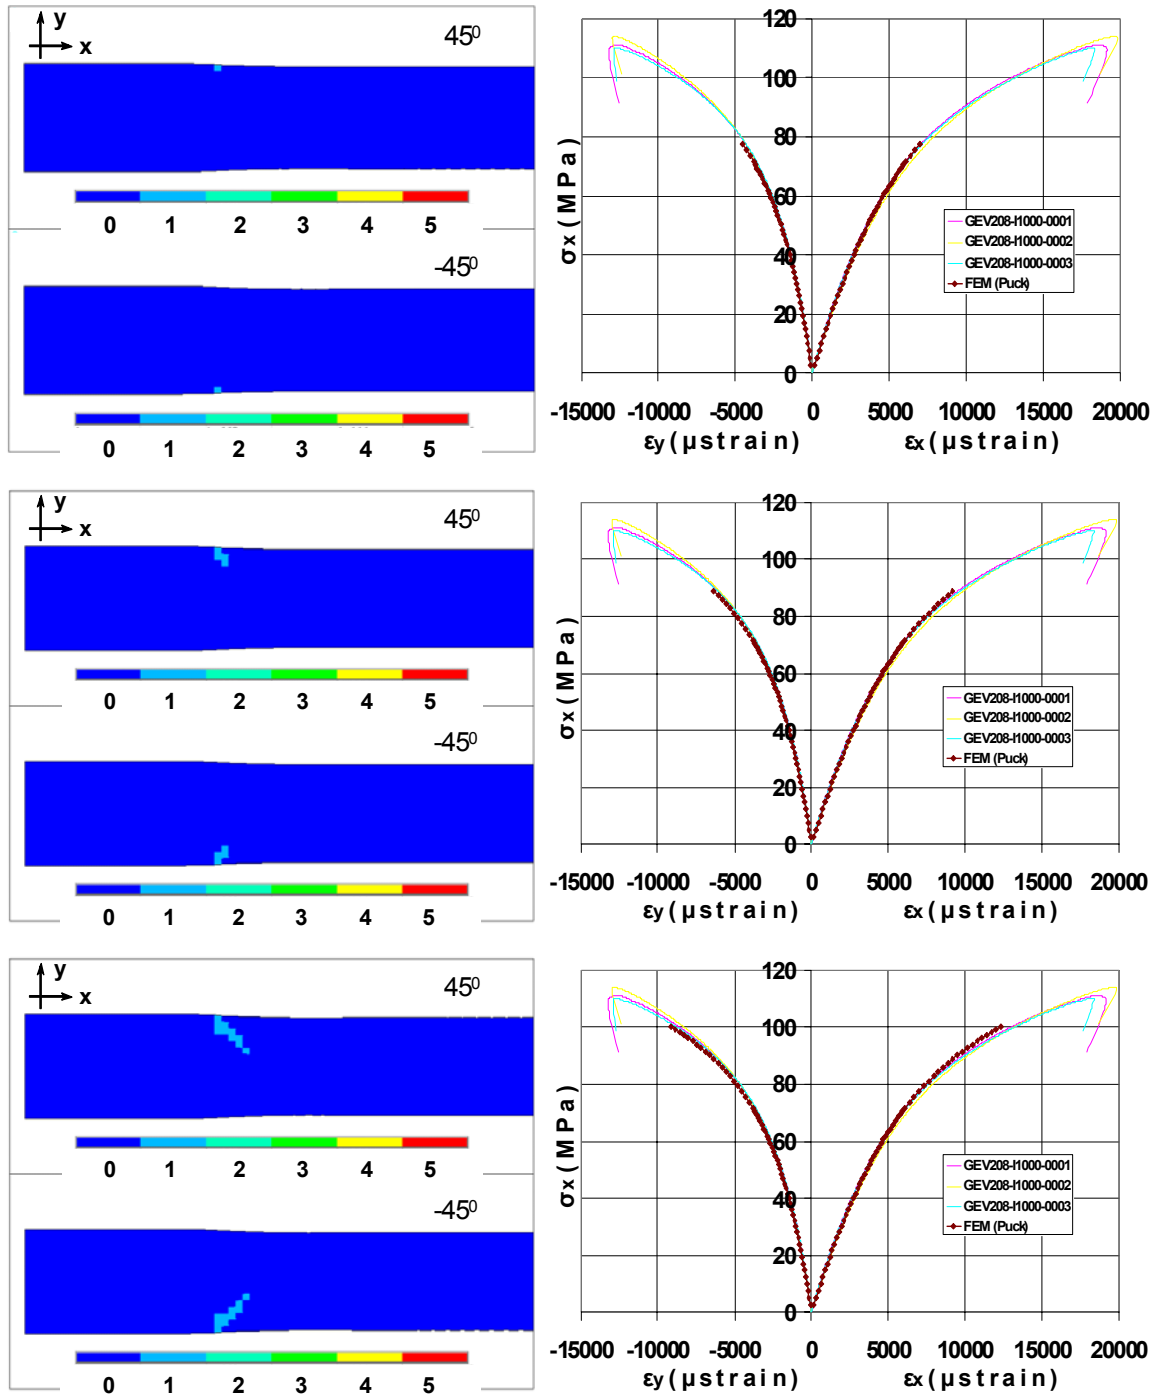 y
x
45⁰
0 1 2 3 4 5
-45⁰
0 1 2 3 4 5
σx (MPa)
120
100
80
60
40
20
0
GEV208-I1000-0001
GEV208-I1000-0002
GEV208-I1000-0003
FEM (Puck)
-15000 -10000 -5000 0 5000 10000 15000 20000
εy (μstrain) εx (μstrain)
y
x
45⁰
0 1 2 3 4 5
-45⁰
0 1 2 3 4 5
σx (MPa)
120
100
80
60
40
20
0
GEV208-I1000-0001
GEV208-I1000-0002
GEV208-I1000-0003
FEM (Puck)
-15000 -10000 -5000 0 5000 10000 15000 20000
εy (μstrain) εx (μstrain)
y
x
45⁰
0 1 2 3 4 5
-45⁰
0 1 2 3 4 5
σx (MPa)
120
100
80
60
40
20
0
GEV208-I1000-0001
GEV208-I1000-0002
GEV208-I1000-0003
FEM (Puck)
-15000 -10000 -5000 0 5000 10000 15000 20000
εy (μstrain) εx (μstrain)